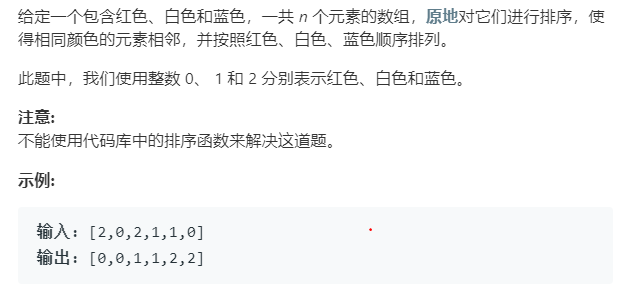 给定一个包含红色、白色和蓝色，一共 n 个元素的数组，原地对它们进行排序，使
得相同颜色的元素相邻，并按照红色、白色、蓝色顺序排列。
此题中，我们使用整数 0、 1 和 2 分别表示红色、白色和蓝色。
注意:
不能使用代码库中的排序函数来解决这道题。
示例:
输入: [2,0,2,1,1,0]
输出: [0,0,1,1,2,2]